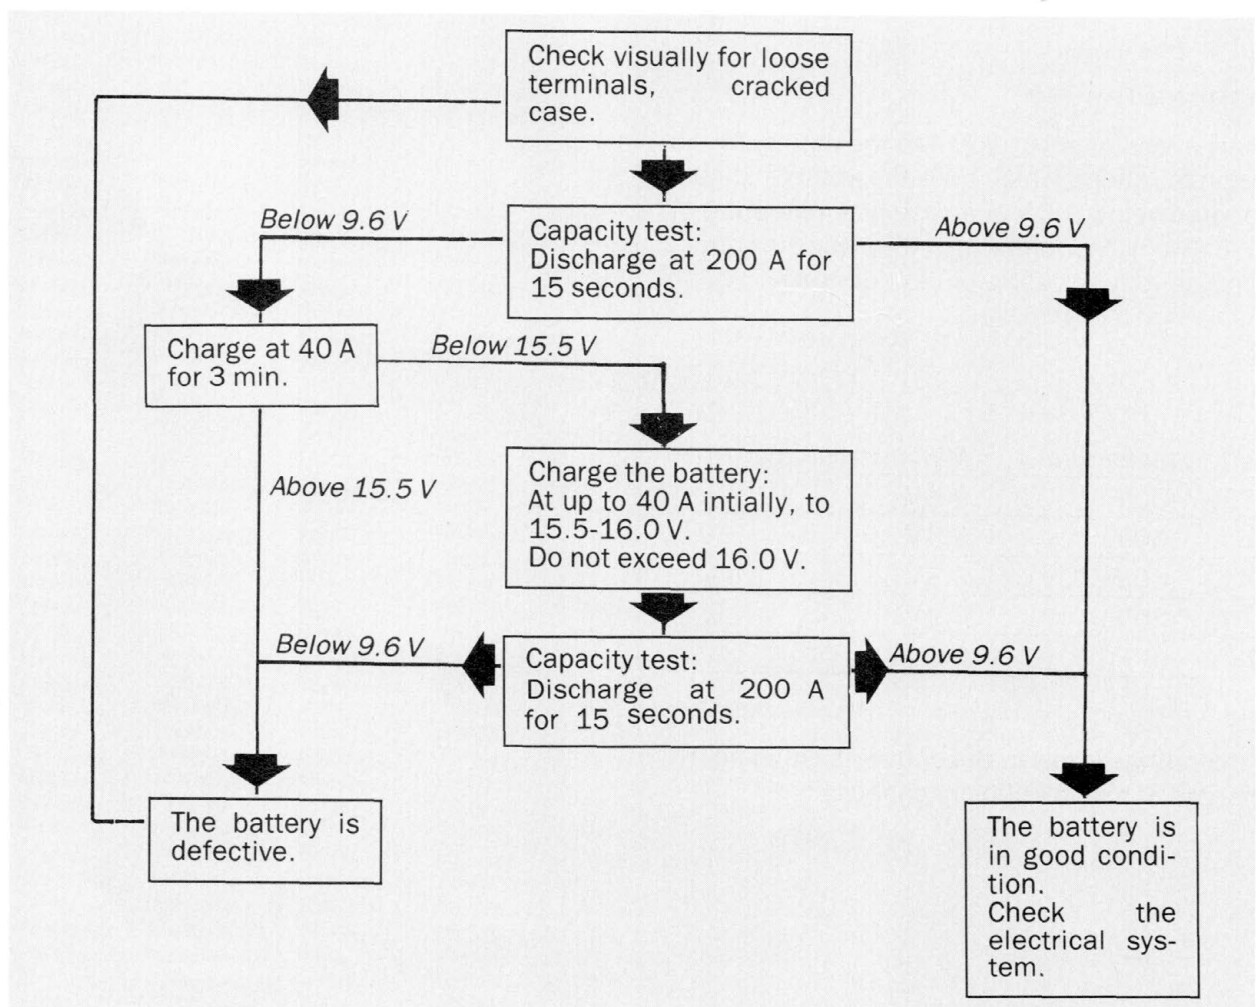 Check visually for loose
terminals, cracked
case.
Below 9.6 V
Capacity test:
Discharge at 200 A for
15 seconds.
Above 9.6 V
Charge at 40 A
for 3 min.
Below 15.5 V
Above 15.5 V
Charge the battery:
At up to 40 A intially, to
15.5-16.0 V.
Do not exceed 16.0 V.
Below 9.6 V
Capacity test:
Discharge at 200 A
for 15 seconds.
Above 9.6 V
The battery is
defective.
The battery is
in good condi-
tion.
Check the
electrical sys-
tem.